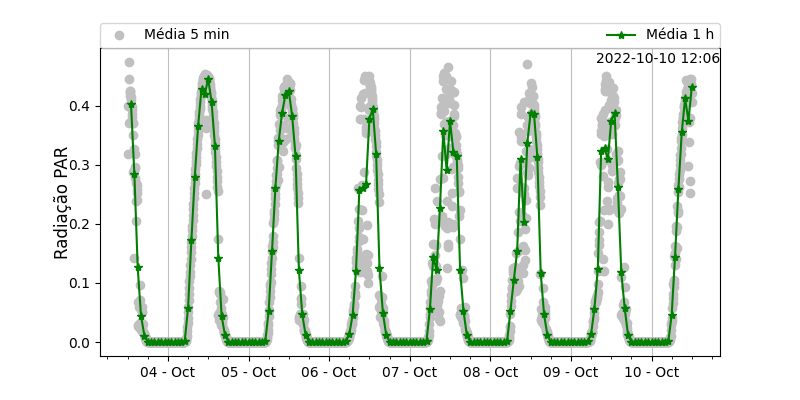 Média 5 min
Média 1 h
2022-10-10 12:06
Radiação PAR
0.4
0.3
0.2
0.1
0.0
04 - Oct
05 - Oct
06 - Oct
07 - Oct
08 - Oct
09 - Oct
10 - Oct